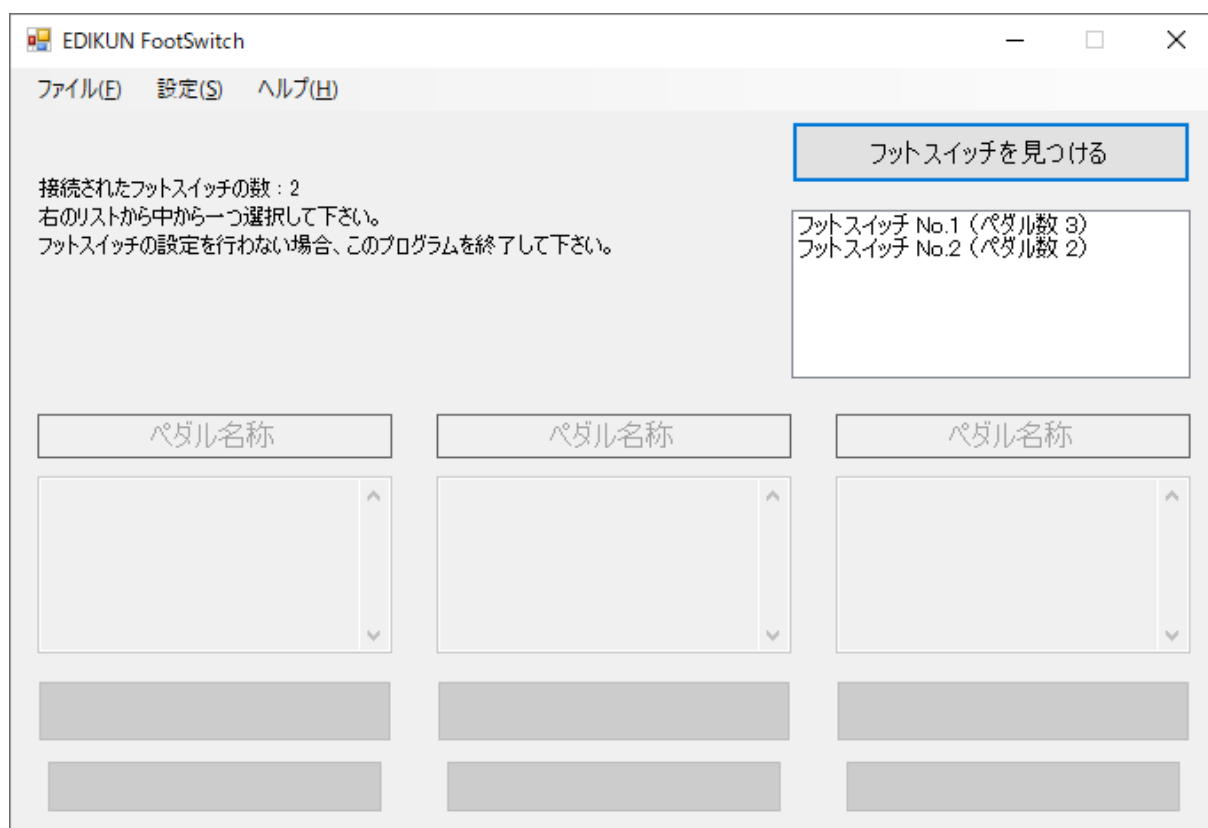 EDIKUN FootSwitch
ファイル(F) 設定(S) ヘルプ(H)
フットスイッチを見つける
接続されたフットスイッチの数：2
右のリストから中から一つ選択して下さい。
フットスイッチの設定を行わない場合、このプログラムを終了して下さい。
フットスイッチ No.1（ペダル数 3）
フットスイッチ No.2（ペダル数 2）
ペダル名称 ペダル名称 ペダル名称